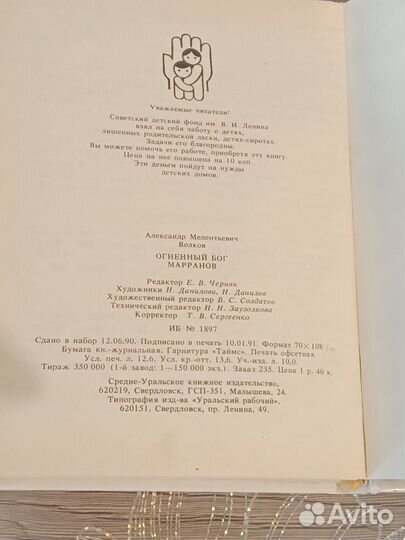 Уважаемые читатели!
Советский детский фонд им. В. И. Ленина
взял на себя заботу о детях,
лишенных родительской ласки, детях-сиротах.
Задачи его благородны.
Вы можете помочь его работе, приобретя эту книгу.
Цена на нее повышена на 10 коп.
Эти деньги пойдут на нужды
детских домов.
Александр Мелентьевич
Волков
ОГНЕННЫЙ БОГ
МАРРАНОВ
Редактор Е. В. Черняк
Художники Н. Данилова, Н. Данилов
Художественный редактор В. С. Солдатов
Технический редактор Н. Н. Заузолкова
Корректор Т. В. Сергеенко
ИБ № 1897
Сдано в набор 12.06.90. Подписано в печать 10.01.91. Формат 70×108
Бумага кн.-журнальная. Гарнитура «Таймс». Печать офсетная.
Усл. печ. л. 12,6. Усл. кр.-отт. 13,6. Уч.-изд. л. 10,0.
Тираж 350 000 (1-й завод: 1—150 000 экз.). Заказ 235. Цена 1 р. 40 к.
Средне-Уральское книжное издательство,
620219, Свердловск, ГСП-351, Малышева, 24.
Типография изд-ва «Уральский рабочий»,
620151, Свердловск, пр. Ленина, 49.
Avito